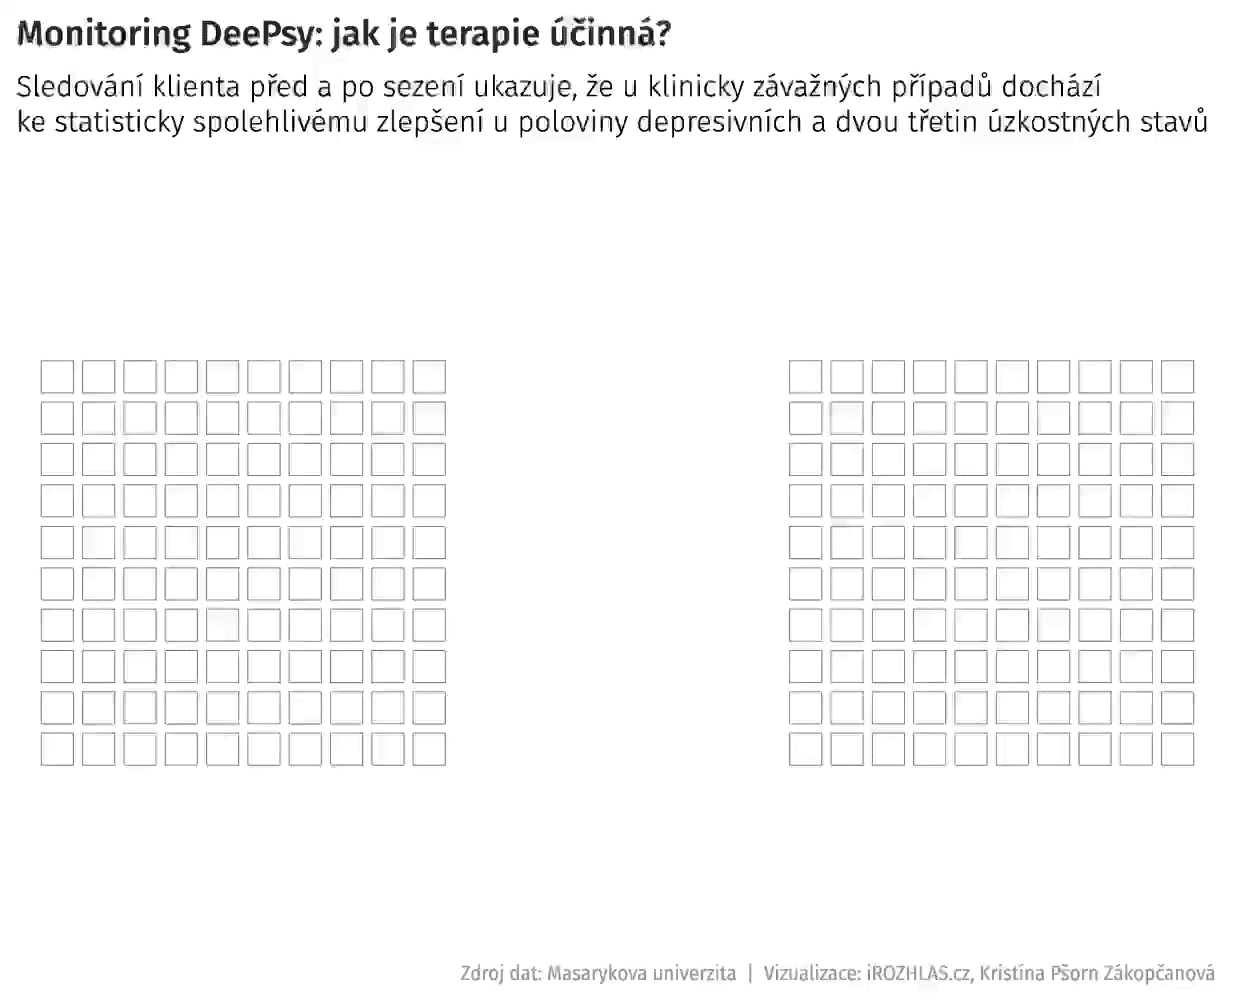 Monitoring DeePsy: jak je terapie účinná?
Sledování klienta před a po sezení ukazuje, že u klinicky závažných případů dochází
ke statisticky spolehlivému zlepšení u poloviny depresivních a dvou třetin úzkostných stavů
Zdroj dat: Masarykova univerzita | Vizualizace: iROZHLAS.cz, Kristína Pšorn Zákopčanová